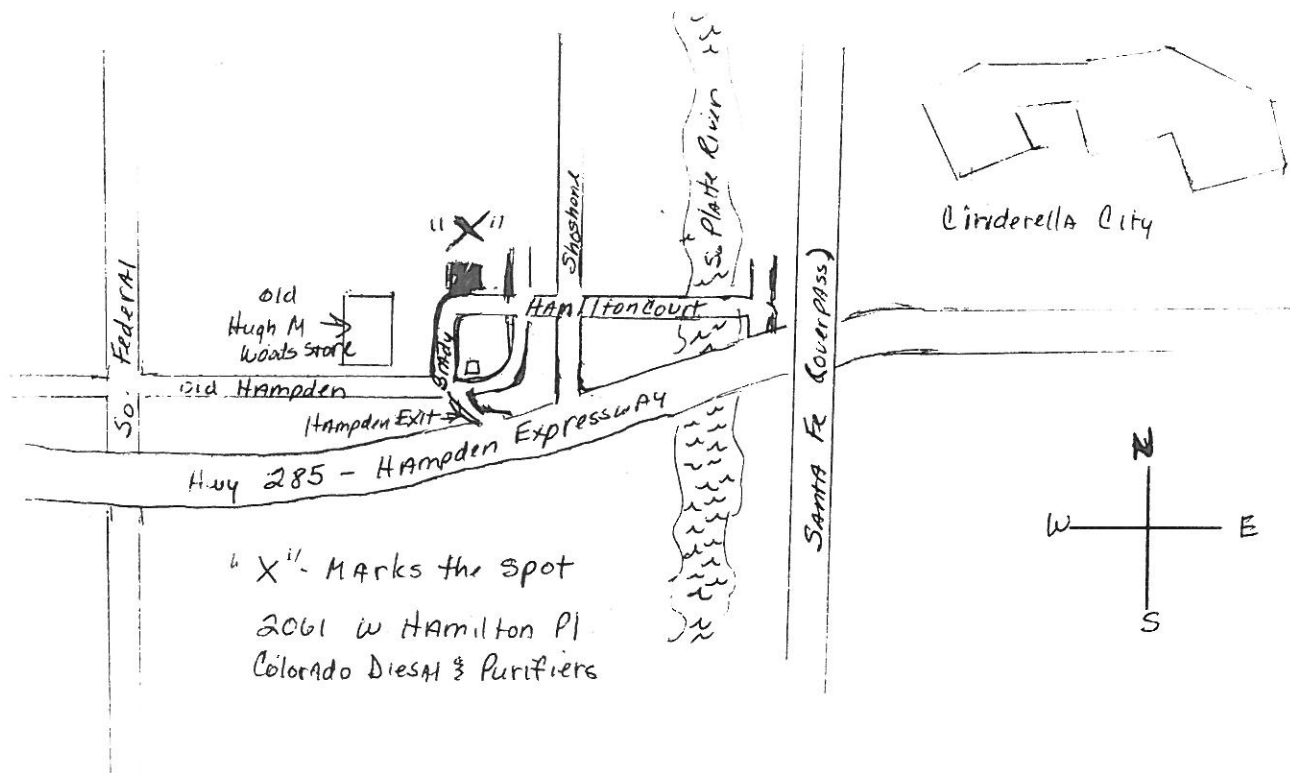 So. Federal
Old
Hugh M
Woods Store
Old Hampden
"X"
Brady
Hampden Exit
Shoshone
Hamilton Court
So. Platte River
Santa Fe (overpass)
Cinderella City
Hwy 285 - Hampden Expressway
"X" - Marks the Spot
2061 W Hamilton Pl
Colorado Diesel & Purifiers
N
W E
S